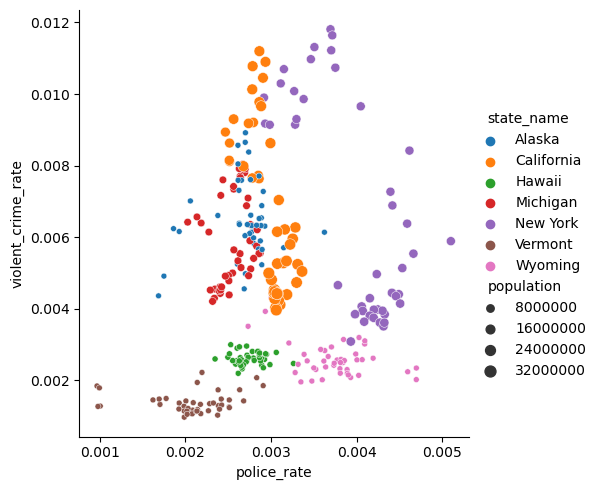 0.012
0.010
0.008
0.006
0.004
0.002
violent_crime_rate
0.001 0.002 0.003 0.004 0.005
police_rate
state_name
Alaska
California
Hawaii
Michigan
New York
Vermont
Wyoming
population
8000000
16000000
24000000
32000000